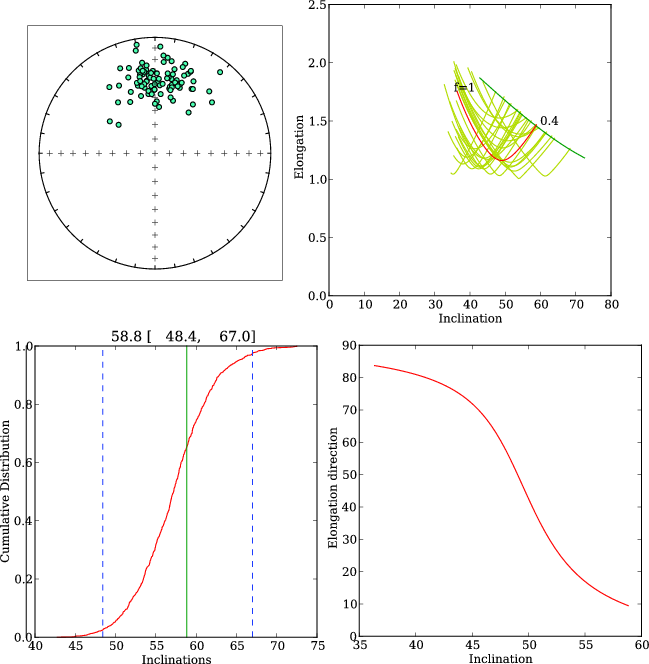 2.5
2.0
1.5
1.0
0.5
0.0
Elongation
f=1
0.4
0 10 20 30 40 50 60 70 80
Inclination
58.8 [ 48.4, 67.0]
1.0
0.8
0.6
0.4
0.2
0.0
Cumulative Distribution
40 45 50 55 60 65 70 75
Inclinations
90
80
70
60
50
40
30
20
10
0
Elongation direction
35 40 45 50 55 60
Inclination